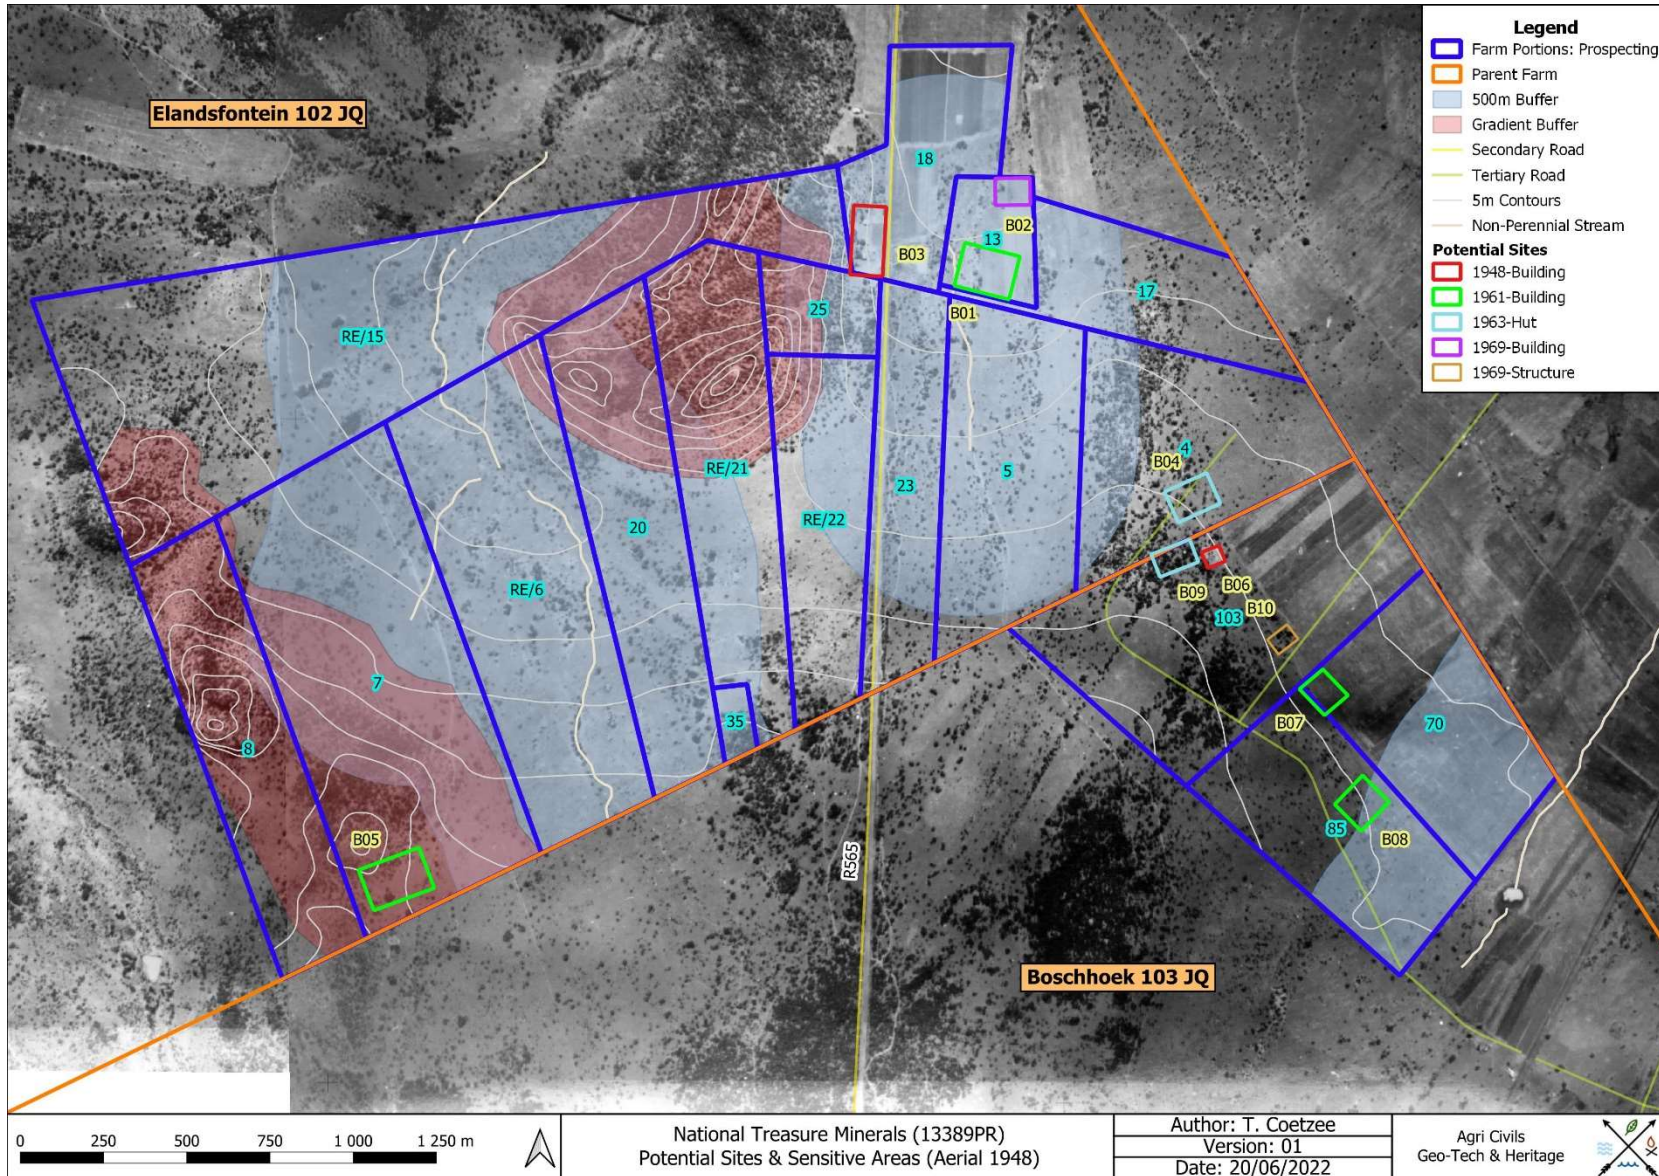 Legend
Farm Portions: Prospecting
Parent Farm
500m Buffer
Gradient Buffer
Secondary Road
Tertiary Road
5m Contours
Non-Perennial Stream
Potential Sites
1948-Building
1961-Building
1963-Hut
1969-Building
1969-Structure
Elandsfontein 102 JQ
18
B02
13
B03
17
25
B01
RE/15
4
B04
RE/21
5
23
RE/22
20
RE/6
B06
B09
B10
103
7
35
B07
70
8
85
B08
B05
R565
Boschhoek 103 JQ
0 250 500 750 1 000 1 250 m
National Treasure Minerals (13389PR)
Potential Sites & Sensitive Areas (Aerial 1948)
Author: T. Coetzee
Version: 01
Date: 20/06/2022
Agri Civils
Geo-Tech & Heritage